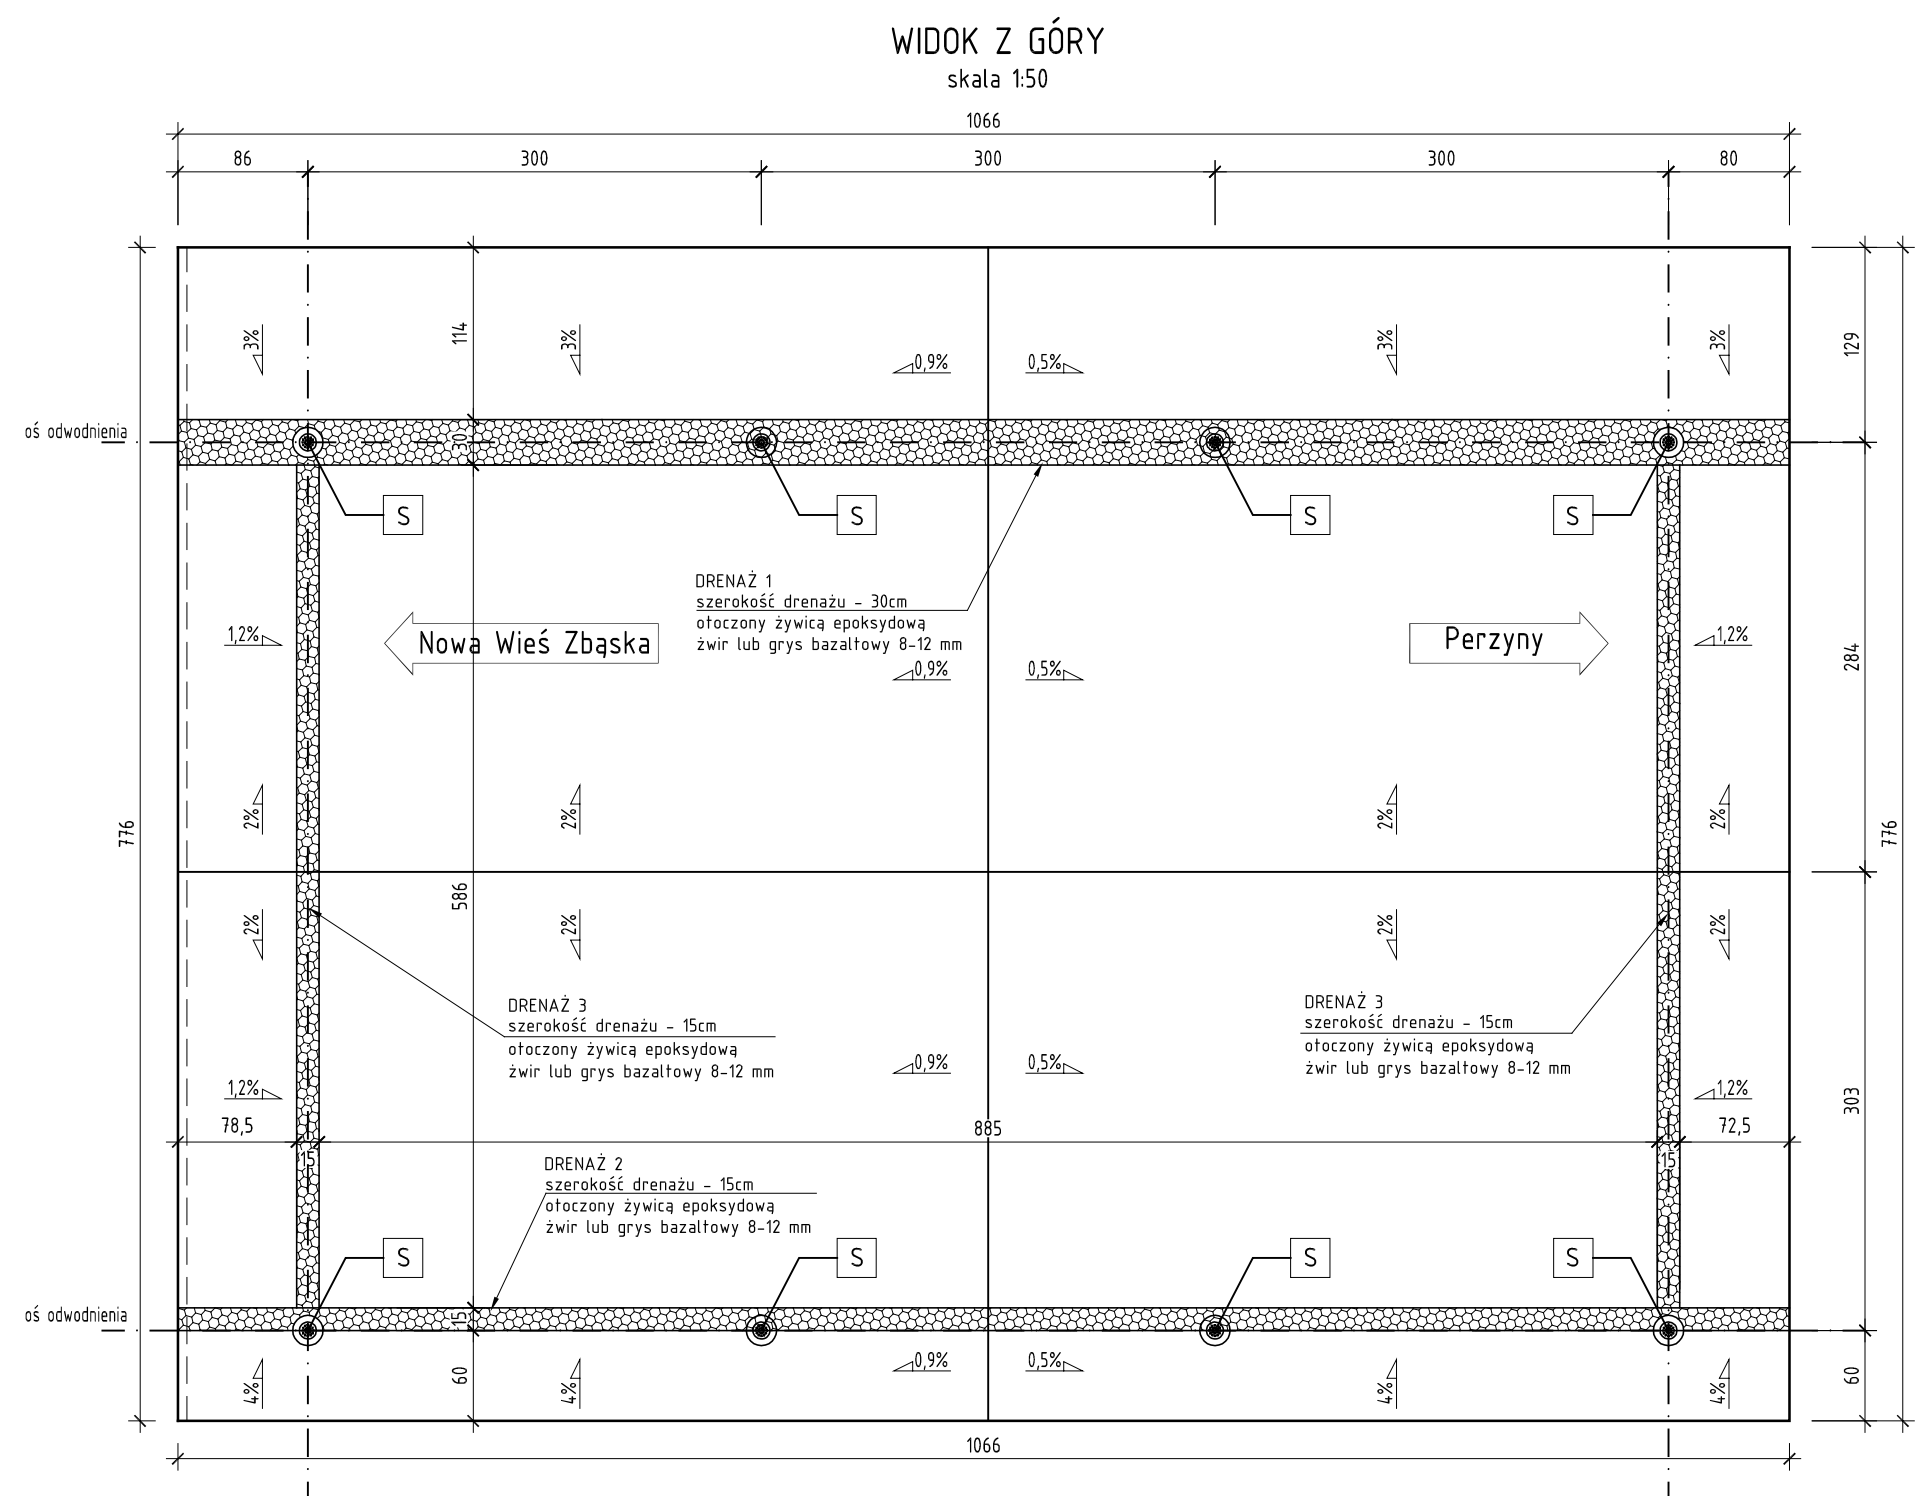 WIDOK Z GÓRY
skala 1:50
1066
86 300 300 300 80
3% 3% 0,9% 0,5% 3% 3%
114 129
oś odwodnienia
30
S S S S
DRENAŻ 1
szerokość drenażu - 30cm
otoczony żywicą epoksydową
żwir lub grys bazaltowy 8-12 mm
1,2% Nowa Wieś Zbąska Perzyny 1,2%
0,9% 0,5%
284
2% 2% 2% 2%
776 776
586
2% 2% 2% 2%
DRENAŻ 3
szerokość drenażu - 15cm
otoczony żywicą epoksydową
żwir lub grys bazaltowy 8-12 mm
DRENAŻ 3
szerokość drenażu - 15cm
otoczony żywicą epoksydową
żwir lub grys bazaltowy 8-12 mm
1,2% 0,9% 0,5% 1,2%
303
78,5 885 72,5
15 15
DRENAŻ 2
szerokość drenażu - 15cm
otoczony żywicą epoksydową
żwir lub grys bazaltowy 8-12 mm
S S S S
oś odwodnienia
15
4% 4% 0,9% 0,5% 4% 4%
60 60
1066